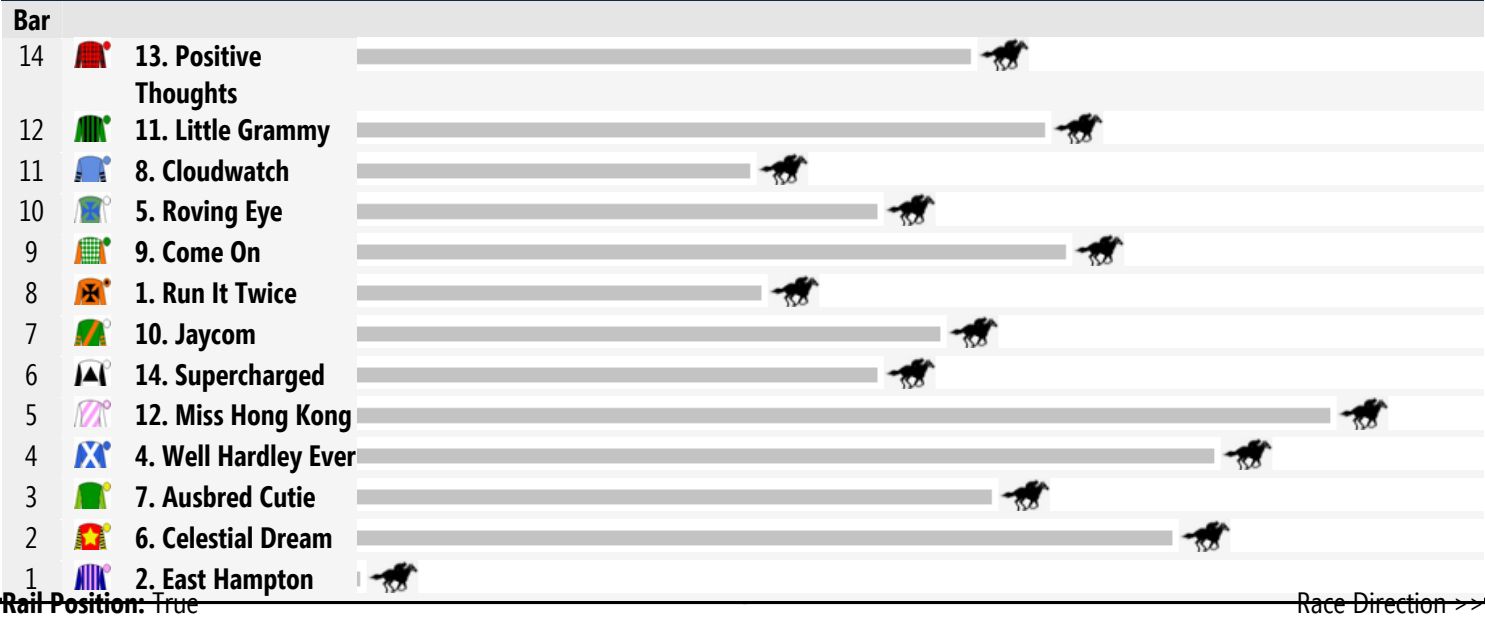 Bar
14 13. Positive
Thoughts
12 11. Little Grammy
11 8. Cloudwatch
10 5. Roving Eye
9 9. Come On
8 1. Run It Twice
7 10. Jaycom
6 14. Supercharged
5 12. Miss Hong Kong
4 4. Well Hardley Ever
3 7. Ausbred Cutie
2 6. Celestial Dream
1 2. East Hampton
Rail Position: True Race Direction >>